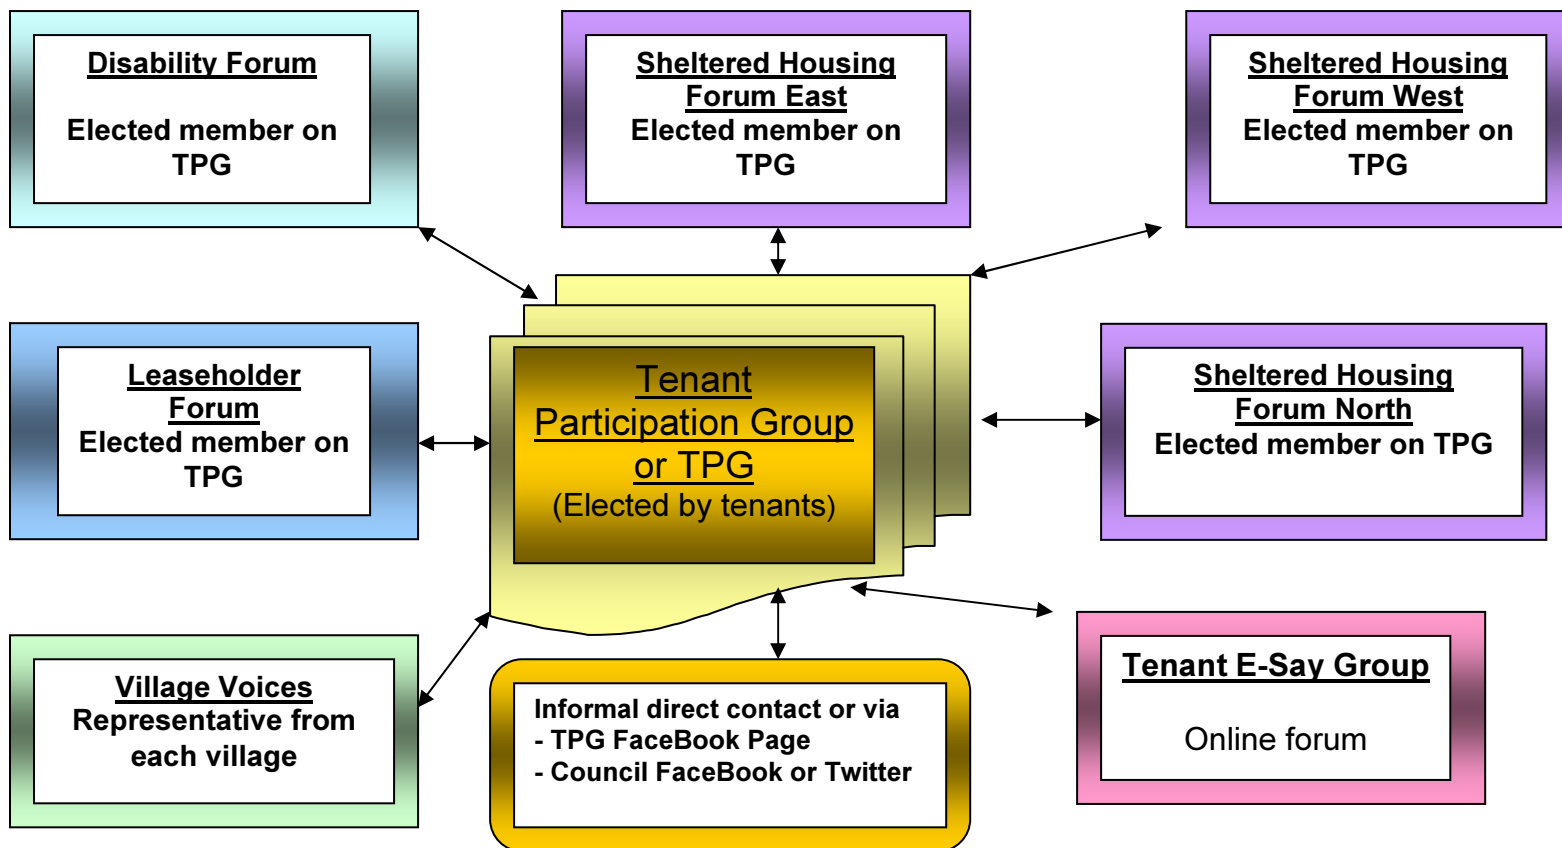 Disability Forum
Elected member on
TPG
Sheltered Housing
Forum East
Elected member on
TPG
Sheltered Housing
Forum West
Elected member on
TPG
Leaseholder
Forum
Elected member on
TPG
Tenant
Participation Group
or TPG
(Elected by tenants)
Sheltered Housing
Forum North
Elected member on TPG
Village Voices
Representative from
each village
Informal direct contact or via
- TPG FaceBook Page
- Council FaceBook or Twitter
Tenant E-Say Group
Online forum